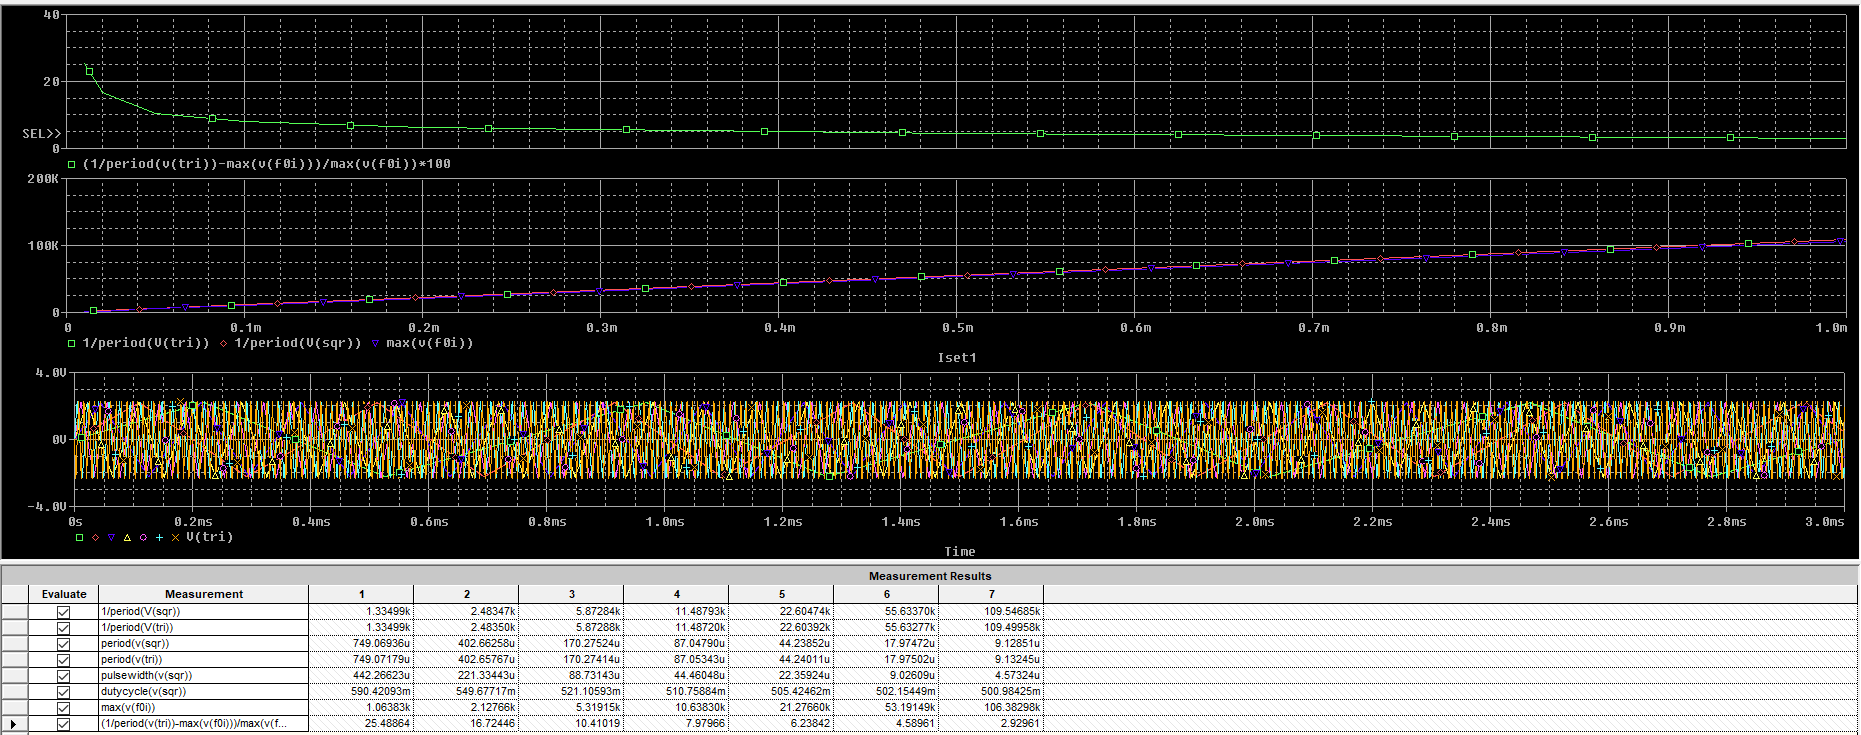 40
20
SEL>>
0
(1/period(v(tri))-max(v(f0i)))/max(v(f0i))*100
200K
100K
0
0 0.1m 0.2m 0.3m 0.4m 0.5m 0.6m 0.7m 0.8m 0.9m 1.0m
1/period(V(tri)) 1/period(V(sqr)) max(v(f0i))
Iset1
4.0V
0V
-4.0V
0s 0.2ms 0.4ms 0.6ms 0.8ms 1.0ms 1.2ms 1.4ms 1.6ms 1.8ms 2.0ms 2.2ms 2.4ms 2.6ms 2.8ms 3.0ms
V(tri)
Time
Measurement Results
Evaluate Measurement 1 2 3 4 5 6 7
1/period(V(sqr)) 1.33499k 2.48347k 5.87284k 11.48793k 22.60474k 55.63370k 109.54685k
1/period(V(tri)) 1.33499k 2.48350k 5.87288k 11.48720k 22.60392k 55.63277k 109.49958k
period(v(sqr)) 749.06936u 402.66258u 170.27524u 87.04790u 44.23852u 17.97472u 9.12851u
period(v(tri)) 749.07179u 402.65767u 170.27414u 87.05343u 44.24011u 17.97502u 9.13245u
pulsewidth(v(sqr)) 442.26623u 221.33443u 88.73143u 44.46048u 22.35924u 9.02609u 4.57324u
dutycycle(v(sqr)) 590.42093m 549.67717m 521.10593m 510.75884m 505.42462m 502.15449m 500.98425m
max(v(f0i)) 1.06383k 2.12766k 5.31915k 10.63830k 21.27660k 53.19149k 106.38298k
(1/period(v(tri))-max(v(f0i)))/max(v(f... 25.48864 16.72446 10.41019 7.97966 6.23842 4.58961 2.92961